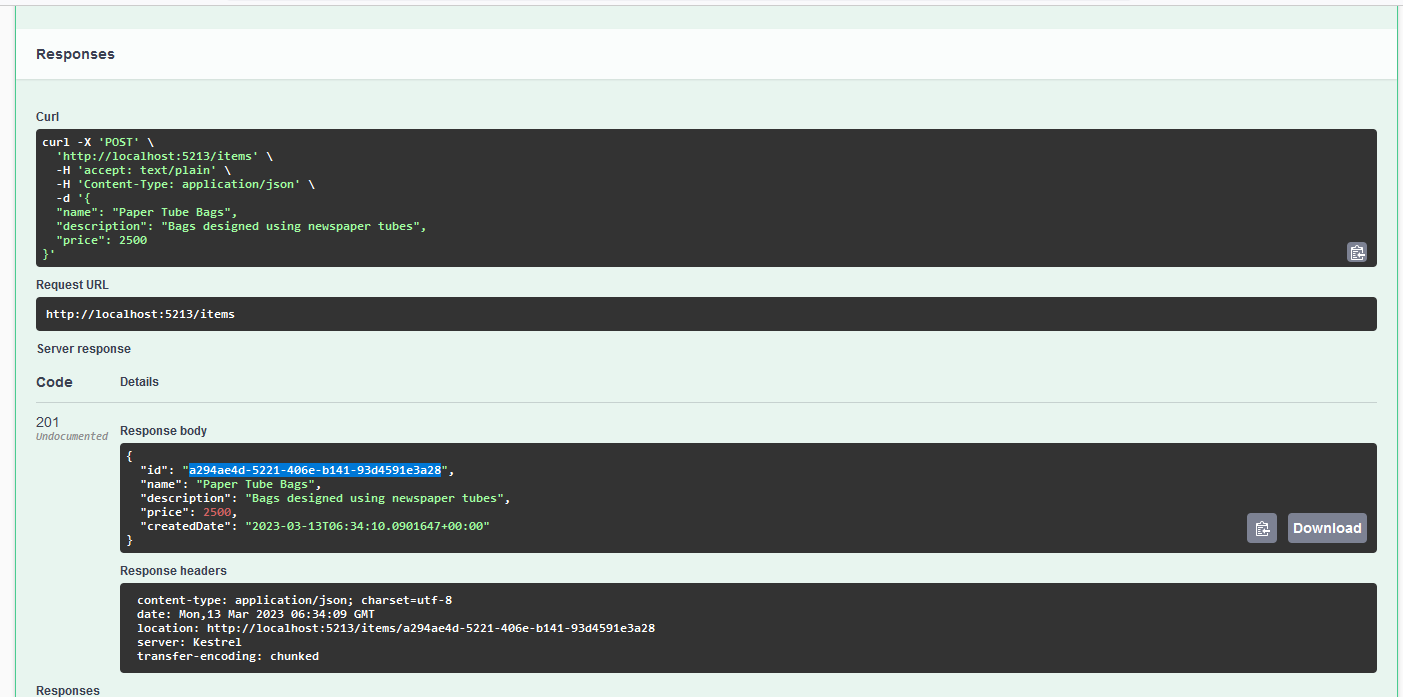 Responses
Curl
curl -X 'POST' \
  'http://localhost:5213/items' \
  -H 'accept: text/plain' \
  -H 'Content-Type: application/json' \
  -d '{
  "name": "Paper Tube Bags",
  "description": "Bags designed using newspaper tubes",
  "price": 2500
}'
Request URL
http://localhost:5213/items
Server response
Code Details
201
Undocumented
Response body
{
  "id": "a294ae4d-5221-406e-b141-93d4591e3a28",
  "name": "Paper Tube Bags",
  "description": "Bags designed using newspaper tubes",
  "price": 2500,
  "createdDate": "2023-03-13T06:34:10.0901647+00:00"
}
Download
Response headers
content-type: application/json; charset=utf-8
date: Mon,13 Mar 2023 06:34:09 GMT
location: http://localhost:5213/items/a294ae4d-5221-406e-b141-93d4591e3a28
server: Kestrel
transfer-encoding: chunked
Responses